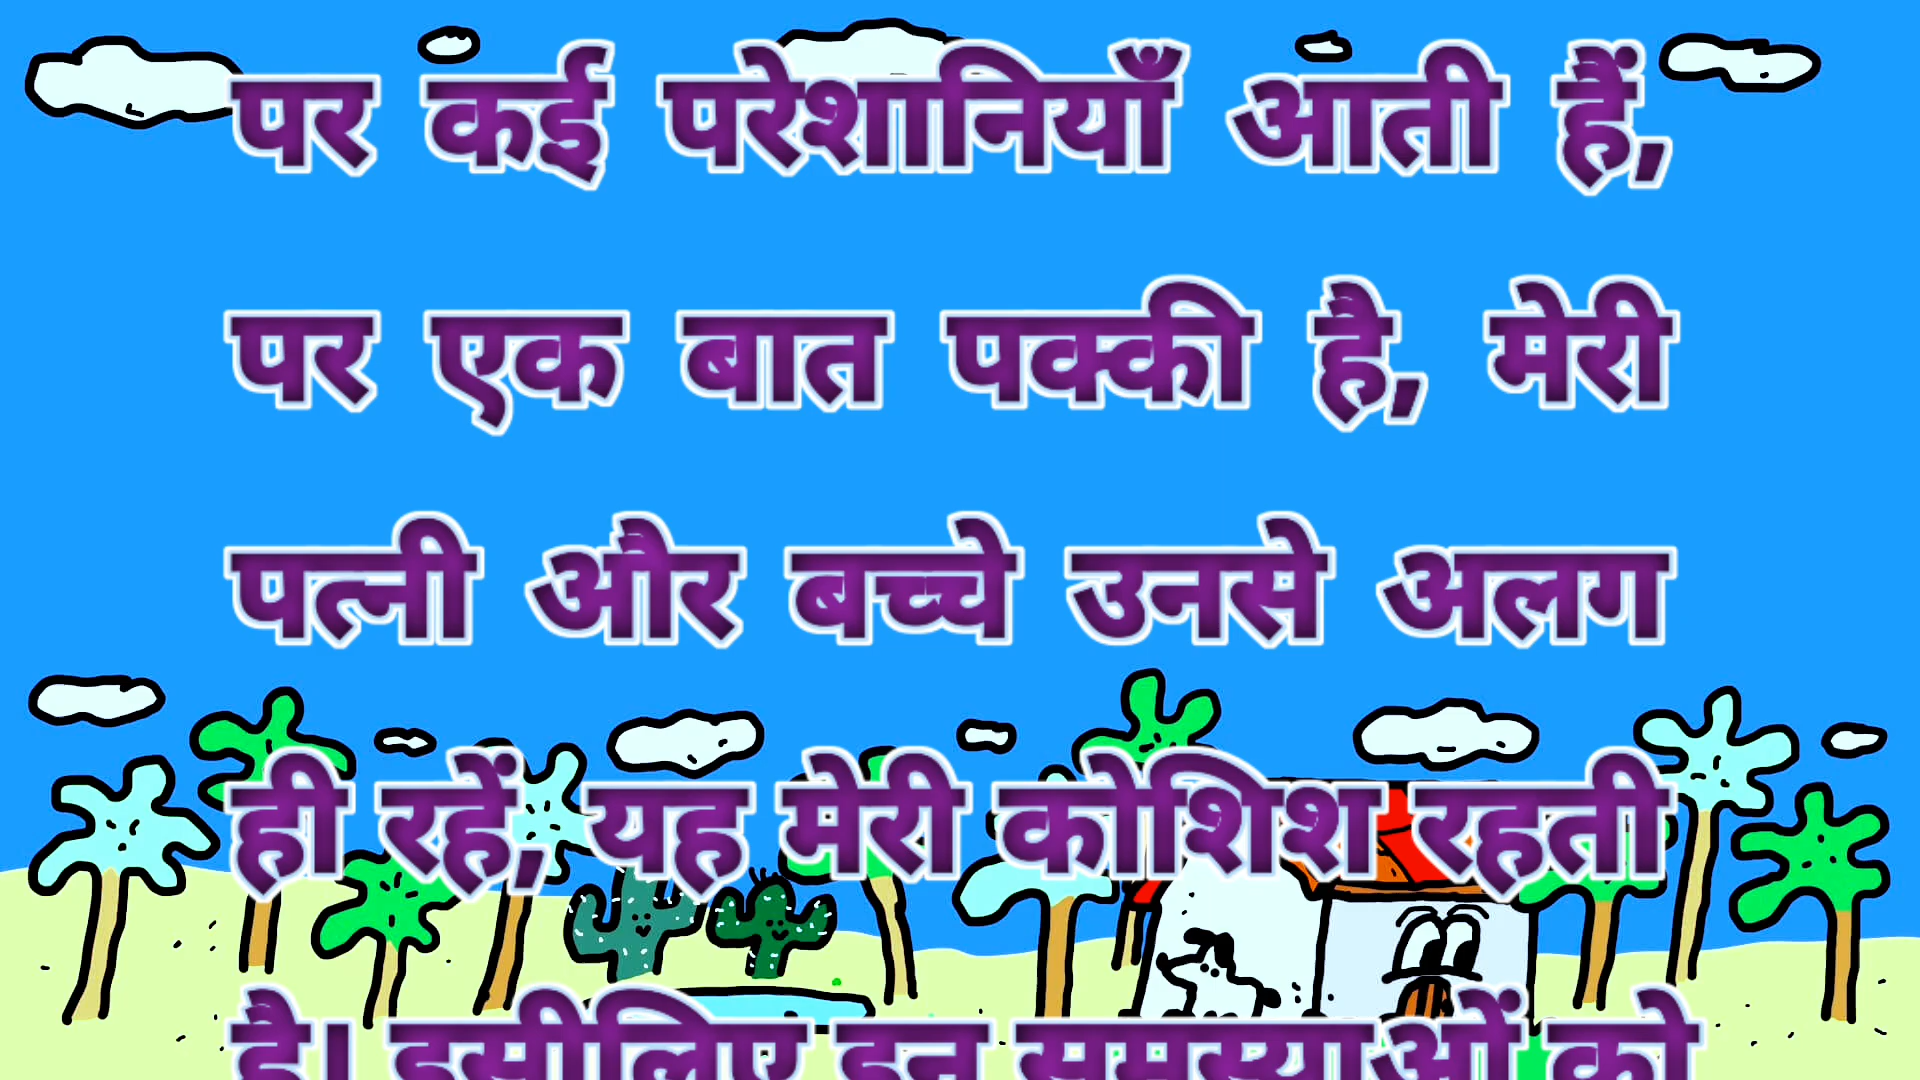 पर कई परेशानियाँ आती हैं,
पर एक बात पक्की है, मेरी
पत्नी और बच्चे उनसे अलग
ही रहें, यह मेरी कोशिश रहती
है। इसीलिए इन समस्याओं को